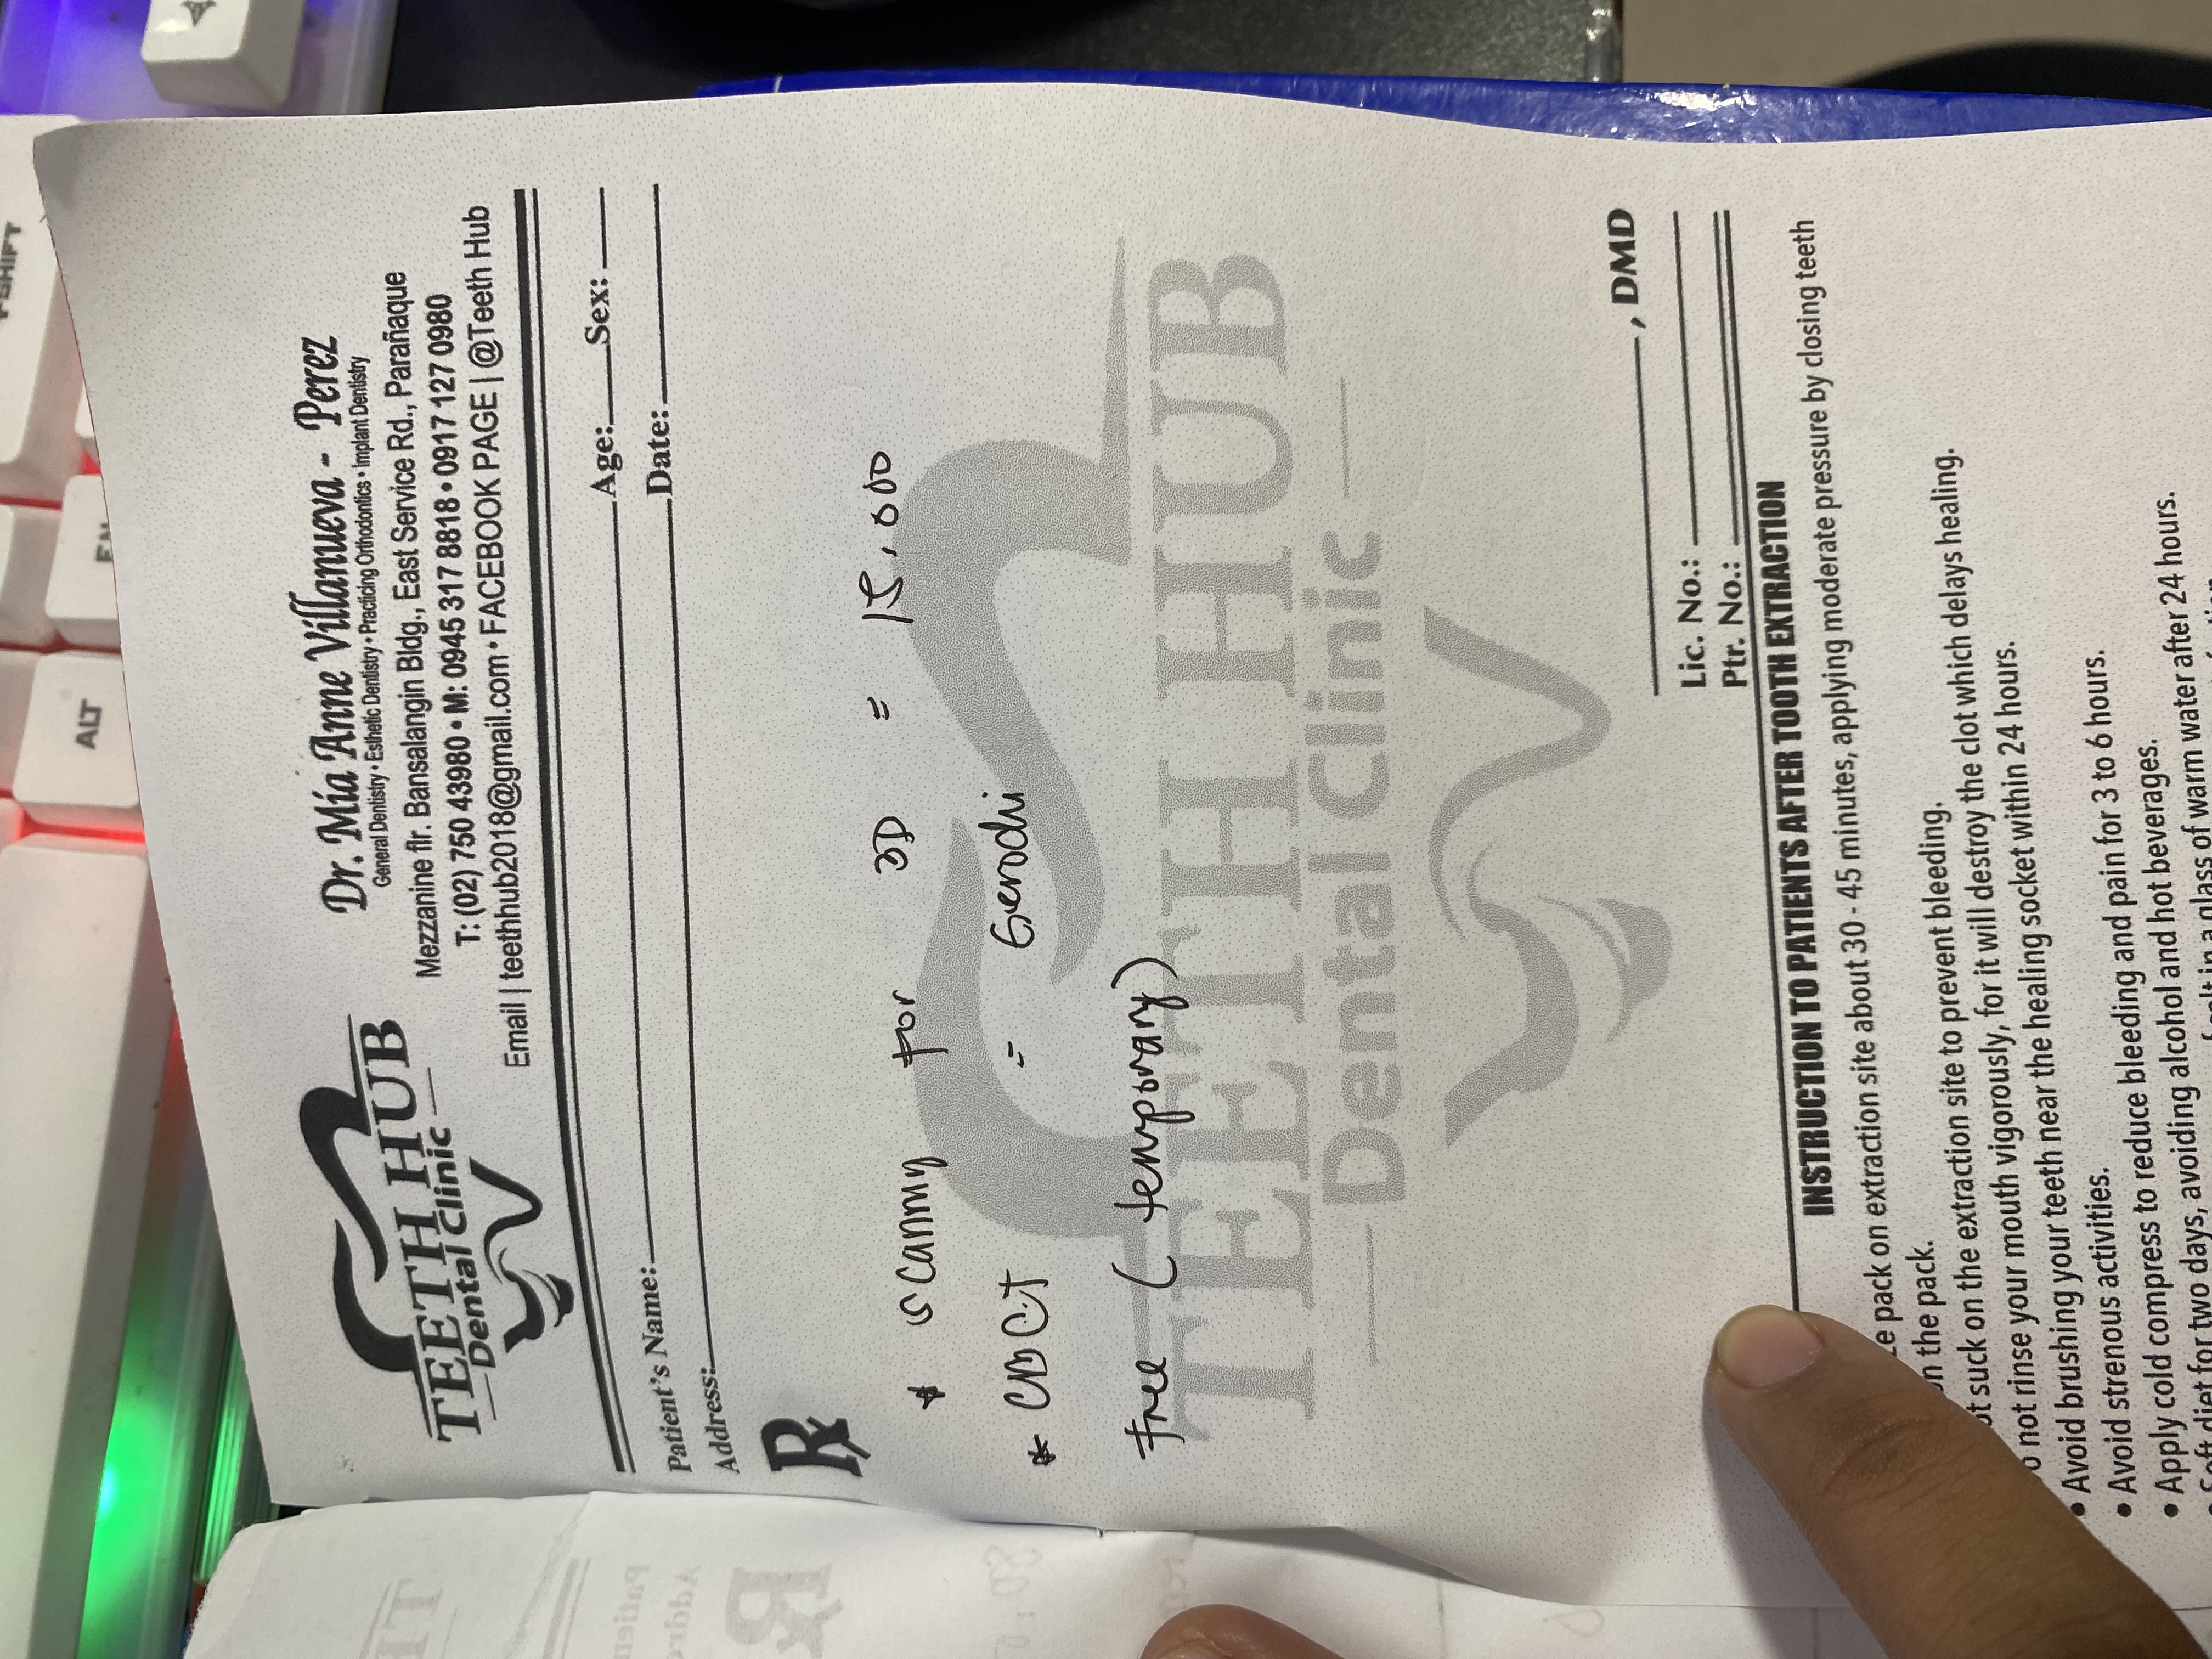 SHIFT
FN
ALT
TEETH HUB
Dental Clinic
Dr. Mia Anne Villanueva - Perez
General Dentistry • Esthetic Dentistry • Practicing Orthodontics • Implant Dentistry
Mezzanine flr. Bansalangin Bldg., East Service Rd., Parañaque
T: (02) 750 43980 • M: 0945 317 8818 • 0917 127 0980
Email | teethhub2018@gmail.com • FACEBOOK PAGE | @Teeth Hub
Patient's Name: Age: Sex:
Address: Date:
Rx
* for 3D = 15,000
* CBCT =
free (temporary)
TEETH HUB
Dental Clinic
, DMD
Lic. No.:
Ptr. No.:
INSTRUCTION TO PATIENTS AFTER TOOTH EXTRACTION
pack on extraction site about 30 - 45 minutes, applying moderate pressure by closing teeth
on the pack.
suck on the extraction site to prevent bleeding.
not rinse your mouth vigorously, for it will destroy the clot which delays healing.
• Avoid brushing your teeth near the healing socket within 24 hours.
• Avoid strenous activities.
• Apply cold compress to reduce bleeding and pain for 3 to 6 hours.
diet for two days, avoiding alcohol and hot beverages.
in a glass of warm water after 24 hours.